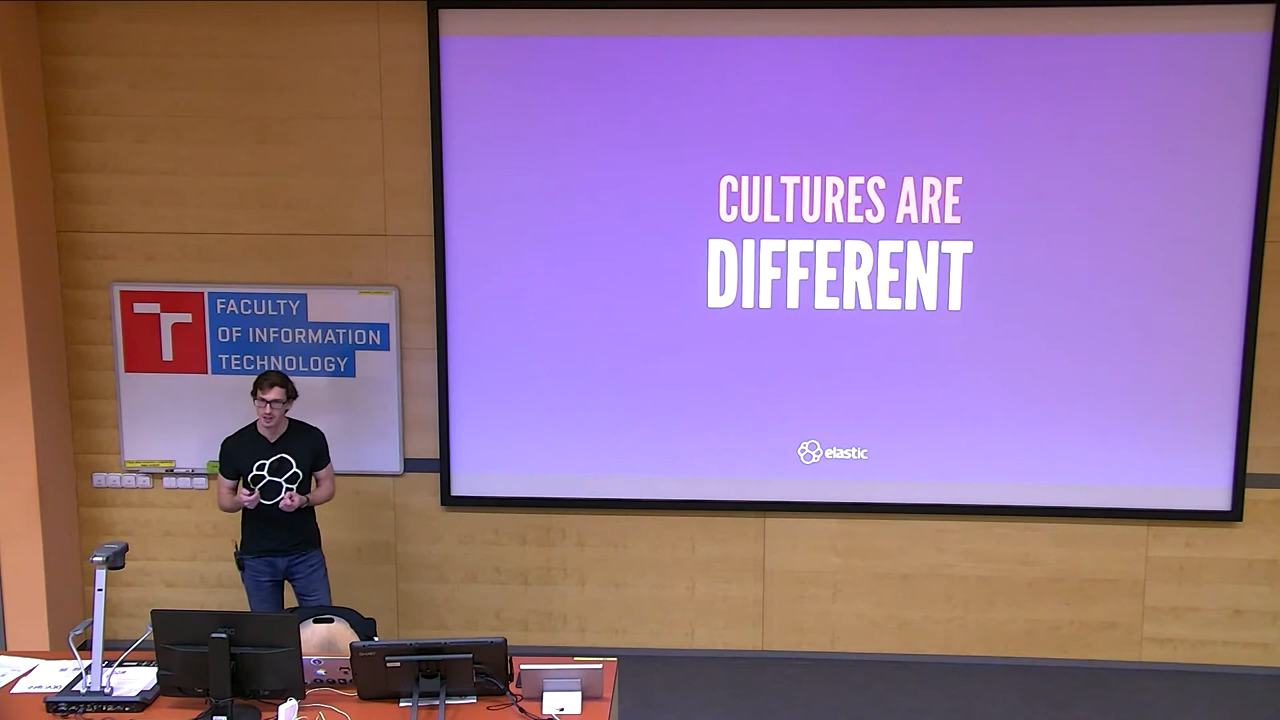 CULTURES ARE
DIFFERENT
elastic
FACULTY
OF INFORMATION
TECHNOLOGY